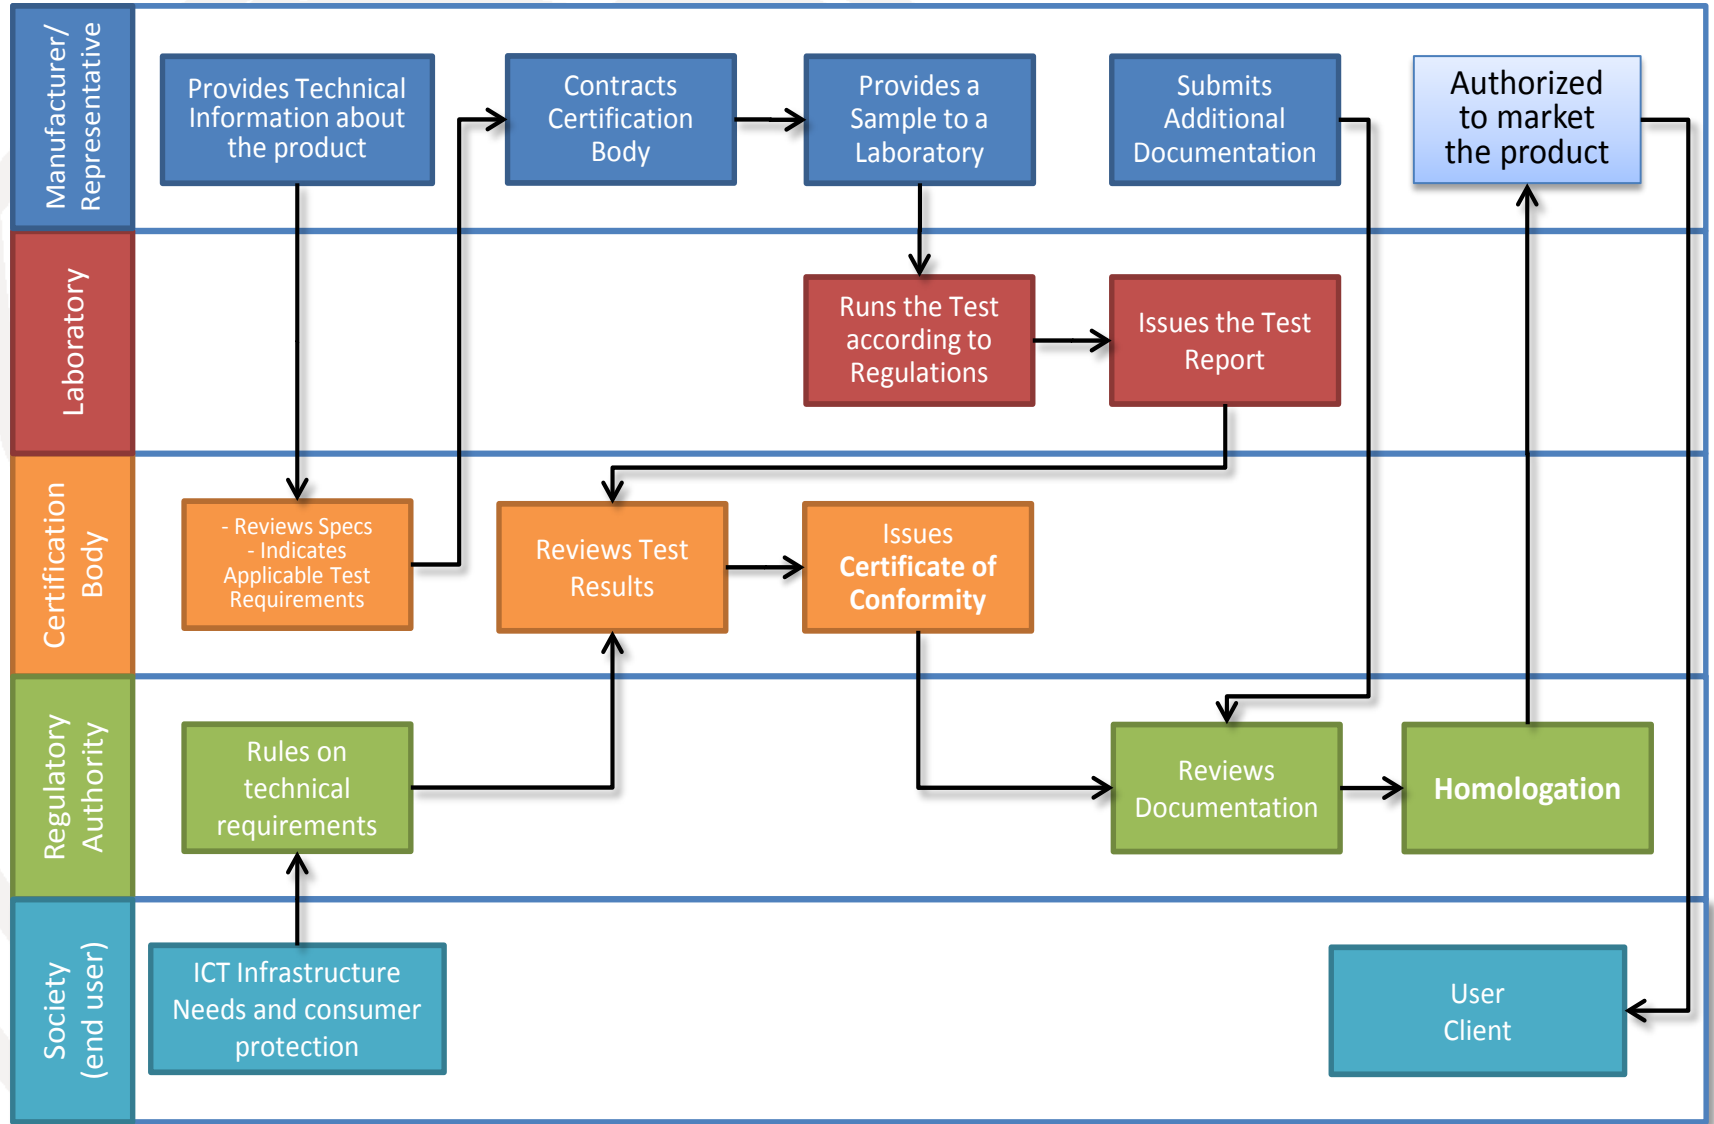 Manufacturer/
Representative
Provides Technical
Information about
the product
Contracts
Certification
Body
Provides a
Sample to a
Laboratory
Submits
Additional
Documentation
Authorized
to market
the product
Laboratory
Runs the Test
according to
Regulations
Issues the Test
Report
Certification
Body
- Reviews Specs
- Indicates
Applicable Test
Requirements
Reviews Test
Results
Issues
Certificate of
Conformity
Regulatory
Authority
Rules on
technical
requirements
Reviews
Documentation
Homologation
Society
(end user)
ICT Infrastructure
Needs and consumer
protection
User
Client